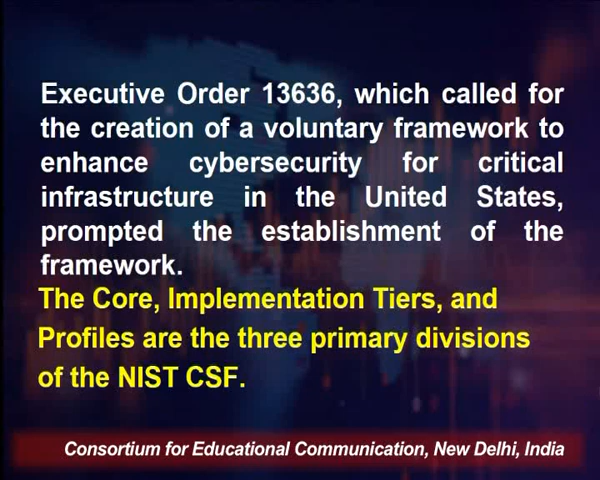 Executive Order 13636, which called for
the creation of a voluntary framework to
enhance cybersecurity for critical
infrastructure in the United States,
prompted the establishment of the
framework.
The Core, Implementation Tiers, and
Profiles are the three primary divisions
of the NIST CSF.
Consortium for Educational Communication, New Delhi, India